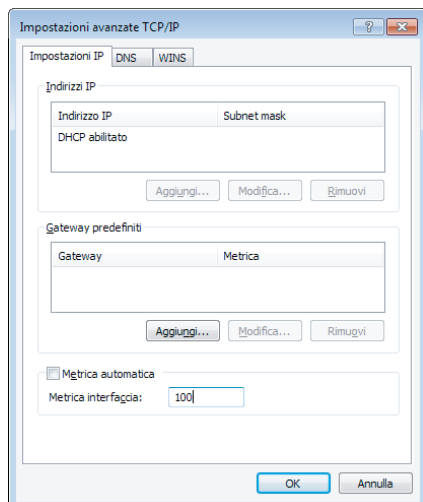 Impostazioni avanzate TCP/IP
Impostazioni IP DNS WINS
Indirizzi IP
Indirizzo IP Subnet mask
DHCP abilitato
Aggiungi... Modifica... Rimuovi
Gateway predefiniti
Gateway Metrica
Aggiungi... Modifica... Rimuovi
Metrica automatica
Metrica interfaccia: 100
OK Annulla